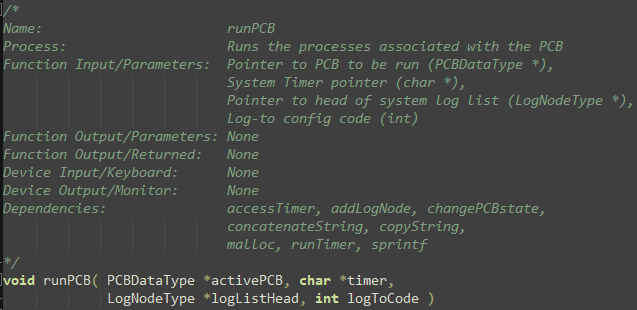 /*
Name: runPCB
Process: Runs the processes associated with the PCB
Function Input/Parameters: Pointer to PCB to be run (PCBDataType *),
System Timer pointer (char *),
Pointer to head of system log list (LogNodeType *),
Log-to config code (int)
Function Output/Parameters: None
Function Output/Returned: None
Device Input/Keyboard: None
Device Output/Monitor: None
Dependencies: accessTimer, addLogNode, changePCBstate,
concatenateString, copyString,
malloc, runTimer, sprintf
*/
void runPCB( PCBDataType *activePCB, char *timer,
LogNodeType *logListHead, int logToCode )